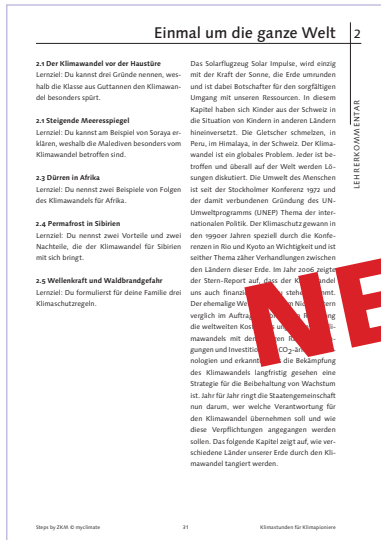 Einmal um die ganze Welt
2
LEHRERKOMMENTAR
2.1 Der Klimawandel vor der Haustüre
Lernziel: Du kannst drei Gründe nennen, wes-
halb die Klasse aus Guttannen den Klimawan-
del besonders spürt.
2.1 Steigende Meeresspiegel
Lernziel: Du kannst am Beispiel von Soraya er-
klären, weshalb die Malediven besonders vom
Klimawandel betroffen sind.
2.3 Dürren in Afrika
Lernziel: Du nennst zwei Beispiele von Folgen
des Klimawandels für Afrika.
2.4 Permafrost in Sibirien
Lernziel: Du nennst zwei Vorteile und zwei
Nachteile, die der Klimawandel für Sibirien
mit sich bringt.
2.5 Wellenkraft und Waldbrandgefahr
Lernziel: Du formulierst für deine Familie drei
Klimaschutzregeln.
Das Solarflugzeug Solar Impulse, wird einzig
mit der Kraft der Sonne, die Erde umrunden
und ist dabei Botschafter für den sorgfältigen
Umgang mit unseren Ressourcen. In diesem
Kapitel haben sich Kinder aus der Schweiz in
die Situation von Kindern in anderen Ländern
hineinversetzt. Die Gletscher schmelzen, in
Peru, im Himalaya, in der Schweiz. Der Klima-
wandel ist ein globales Problem. Jeder ist be-
troffen und überall auf der Welt werden Lö-
sungen diskutiert. Die Umwelt des Menschen
ist seit der Stockholmer Konferenz 1972 und
der damit verbundenen Gründung des UN-
Umweltprogramms (UNEP) Thema der inter-
nationalen Politik. Der Klimaschutz gewann in
den 1990er Jahren speziell durch die Konfe-
renzen in Rio und Kyoto an Wichtigkeit und ist
seither Thema zäher Verhandlungen zwischen
den Ländern dieser Erde. Im Jahr 2006 zeigte
der Stern-Report auf, dass der
uns auch
Der ehemalige
verglich im
die weltweiten
mawandels mit
gungen und
nologien und die Bekämpfung
des Klimawandels langfristig gesehen eine
Strategie für die Beibehaltung von Wachstum
ist. Jahr für Jahr ringt die Staatengemeinschaft
nun darum, wer welche Verantwortung für
den Klimawandel übernehmen soll und wie
diese Verpflichtungen angegangen werden
sollen. Das folgende Kapitel zeigt auf, wie ver-
schiedene Länder unserer Erde durch den Kli-
mawandel tangiert werden.
NE
Steps by ZKM © myclimate
31
Klimastunden für Klimapioniere